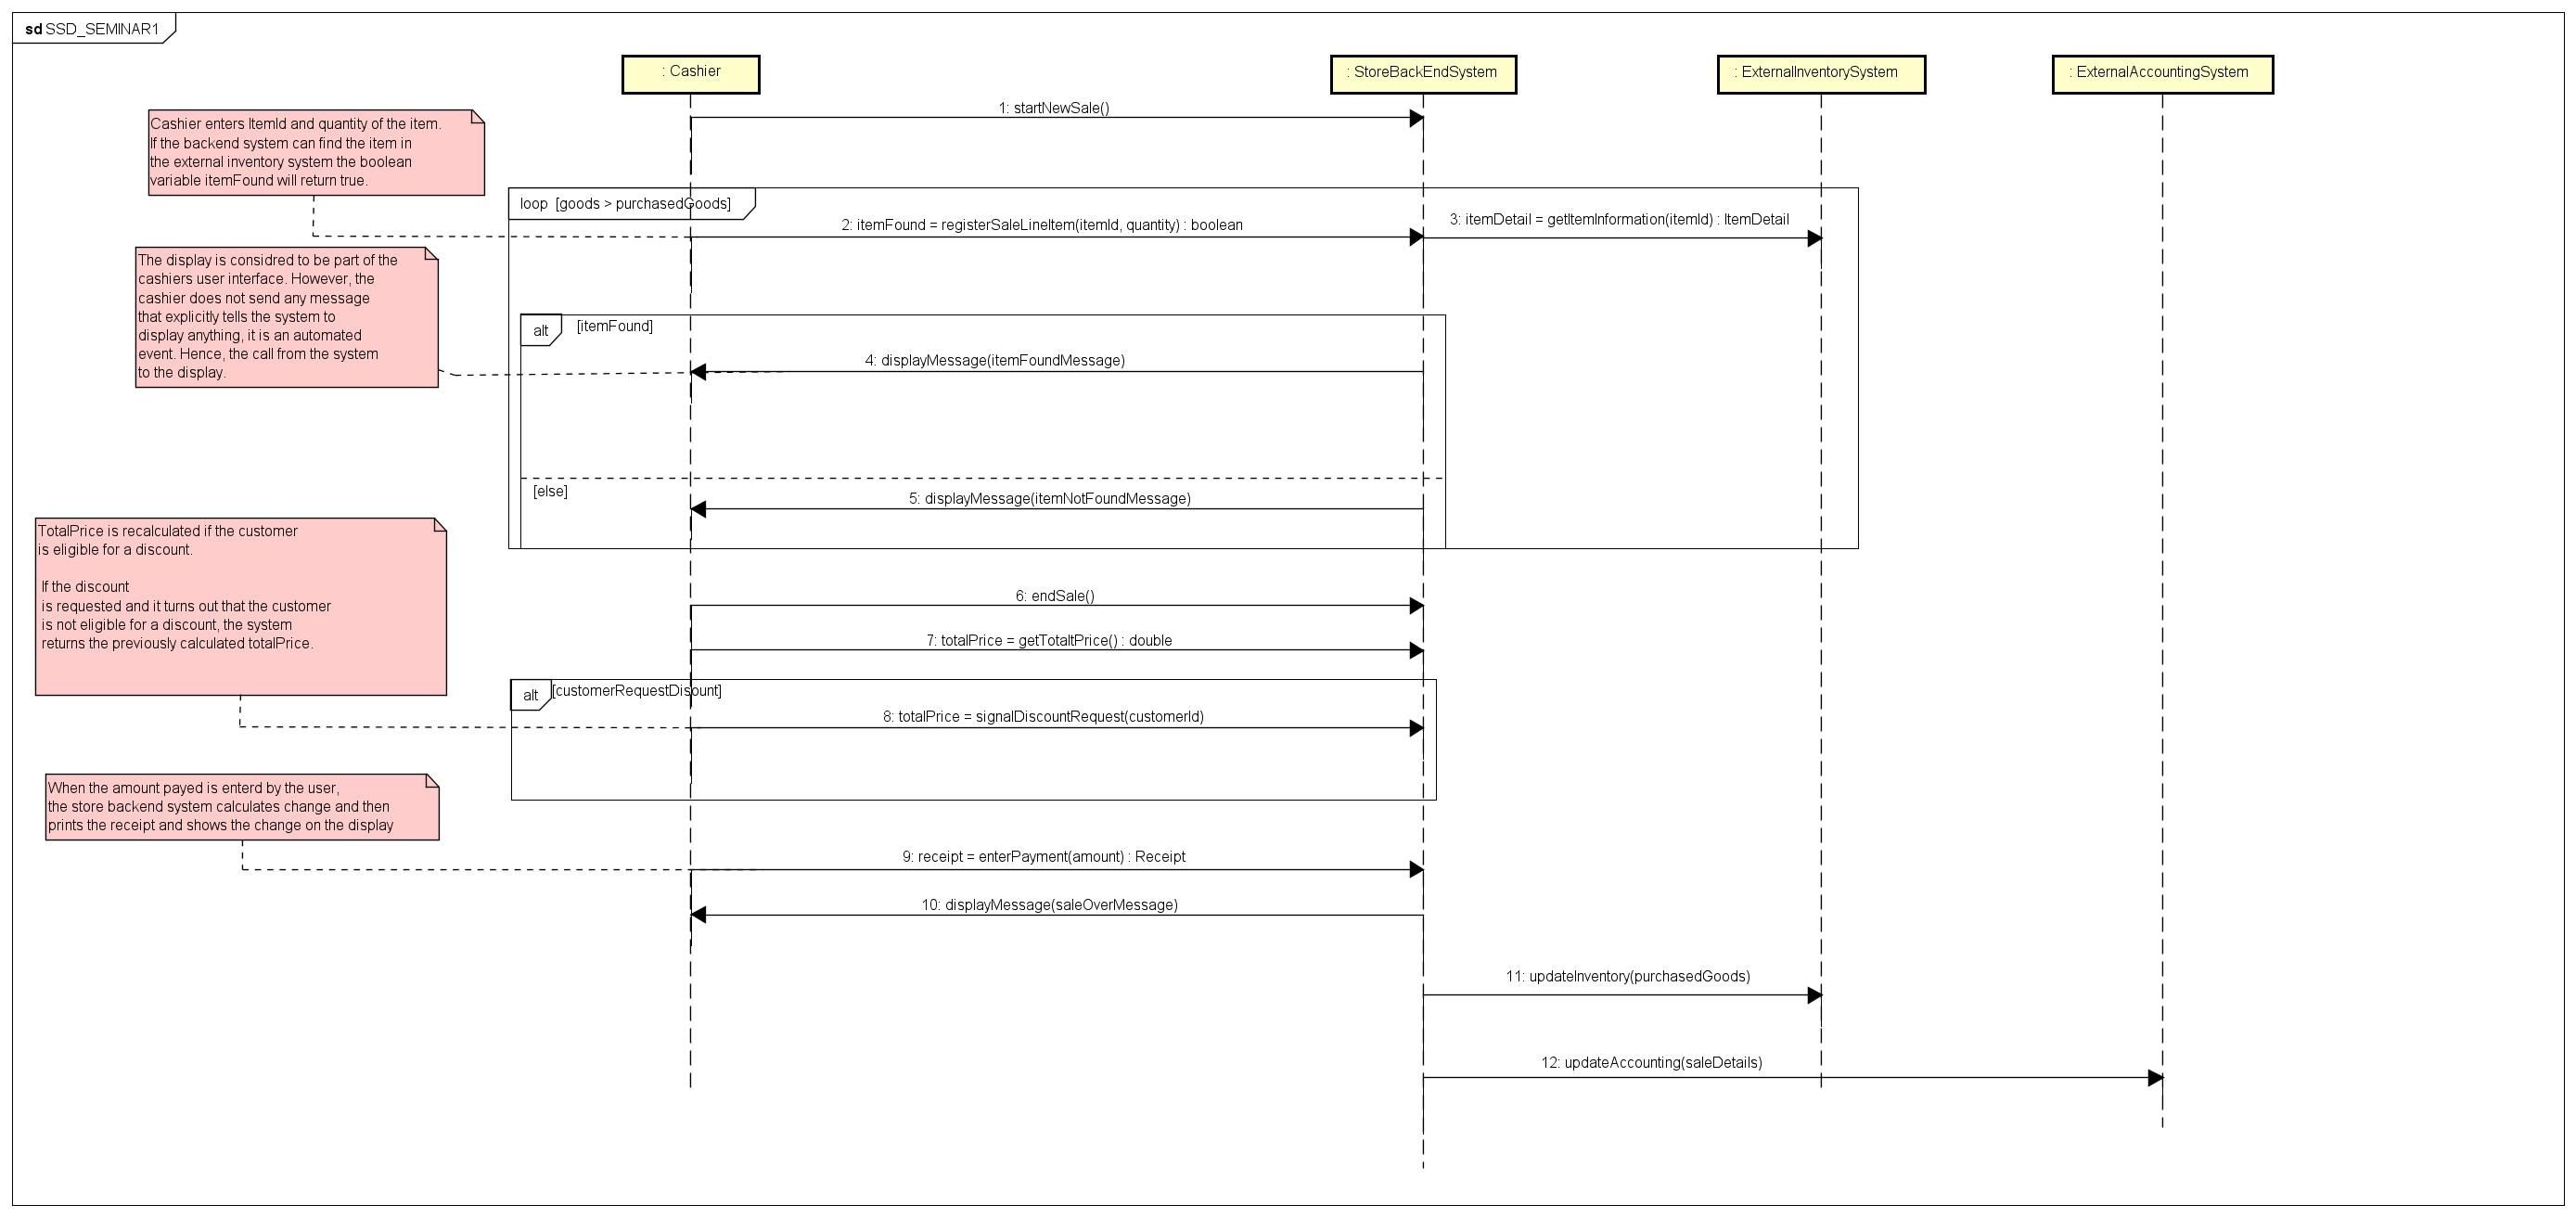 sd SSD_SEMINAR1
: Cashier
: StoreBackEndSystem
: ExternalInventorySystem
: ExternalAccountingSystem
1: startNewSale()
Cashier enters ItemId and quantity of the item.
If the backend system can find the item in
the external inventory system the boolean
variable itemFound will return true.
loop [goods > purchasedGoods]
2: itemFound = registerSaleLineItem(itemId, quantity) : boolean
3: itemDetail = getItemInformation(itemId) : ItemDetail
The display is considred to be part of the
cashiers user interface. However, the
cashier does not send any message
that explicitly tells the system to
display anything, it is an automated
event. Hence, the call from the system
to the display.
alt [itemFound]
4: displayMessage(itemFoundMessage)
[else]
5: displayMessage(itemNotFoundMessage)
TotalPrice is recalculated if the customer
is eligible for a discount.
If the discount
is requested and it turns out that the customer
is not eligible for a discount, the system
returns the previously calculated totalPrice.
6: endSale()
7: totalPrice = getTotaltPrice() : double
alt [customerRequestDisount]
8: totalPrice = signalDiscountRequest(customerId)
When the amount payed is enterd by the user,
the store backend system calculates change and then
prints the receipt and shows the change on the display
9: receipt = enterPayment(amount) : Receipt
10: displayMessage(saleOverMessage)
11: updateInventory(purchasedGoods)
12: updateAccounting(saleDetails)